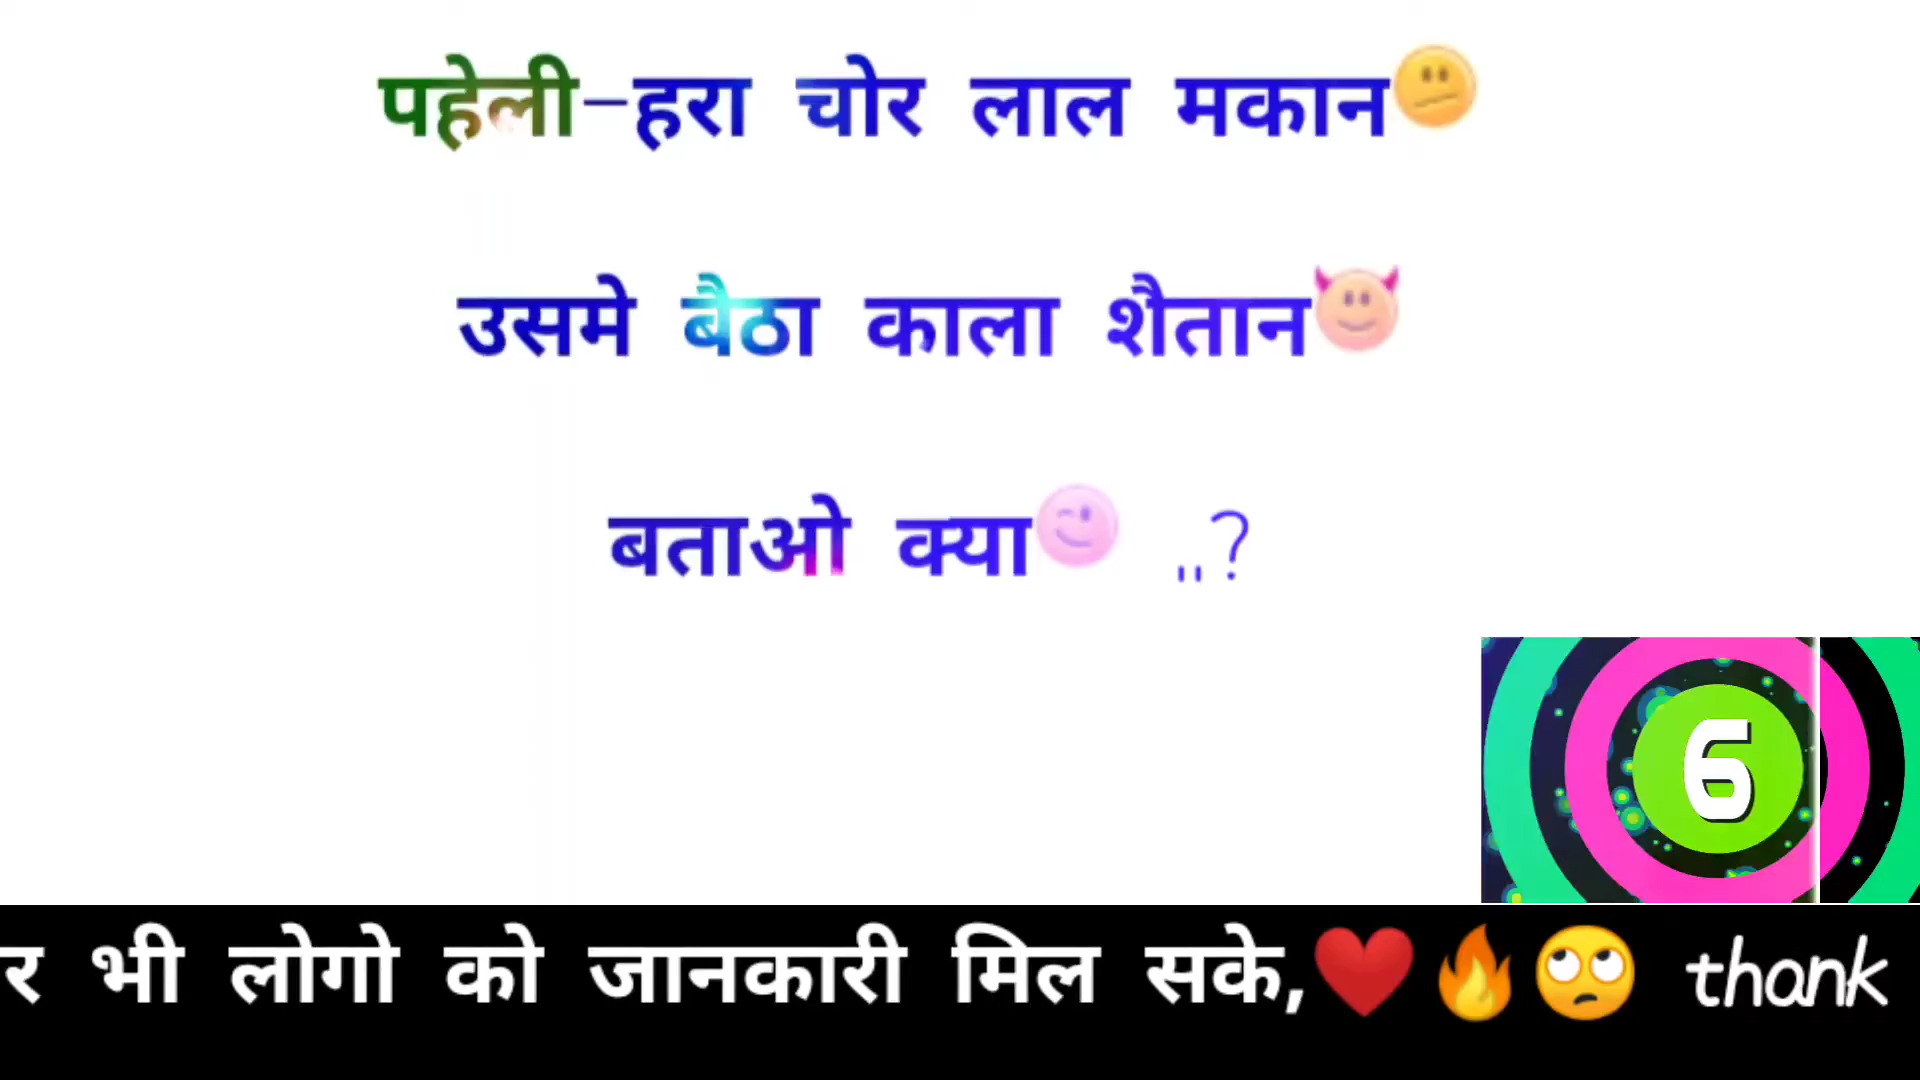 पहेली-हरा चोर लाल मकान🫤
उसमे बैठा काला शैतान😈
बताओ क्या😉 ..?
6
र भी लोगो को जानकारी मिल सके,❤️🔥🙄 thank